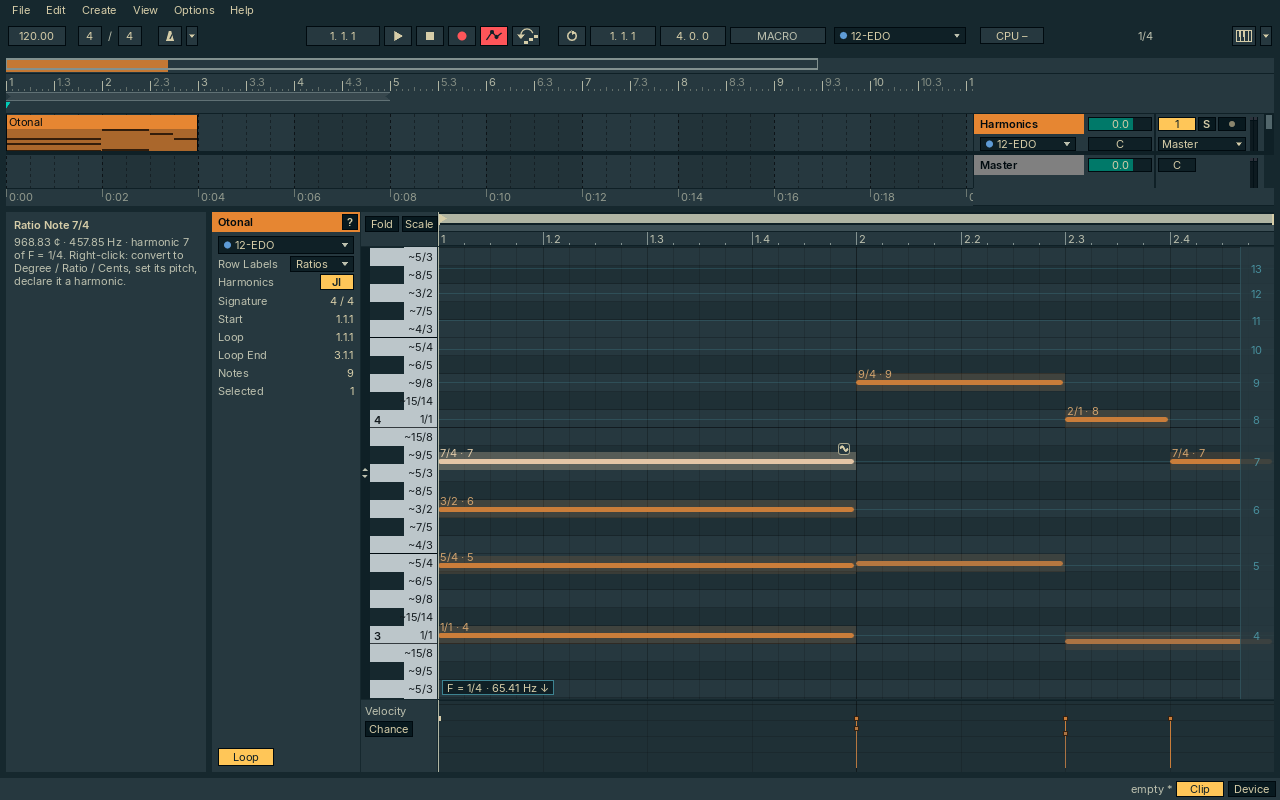 File Edit Create View Options Help
120.00 4 / 4 1. 1. 1 1. 1. 1 4. 0. 0 MACRO 12-EDO CPU – 1/4
1 1.3 2 2.3 3 3.3 4 4.3 5 5.3 6 6.3 7 7.3 8 8.3 9 9.3 10 10.3 1
Otonal
Harmonics 0.0 1 S
12-EDO C Master
Master 0.0 C
0:00 0:02 0:04 0:06 0:08 0:10 0:12 0:14 0:16 0:18
Ratio Note 7/4
968.83 ¢ · 457.85 Hz · harmonic 7
of F = 1/4. Right-click: convert to
Degree / Ratio / Cents, set its pitch,
declare it a harmonic.
Otonal ?
12-EDO
Row Labels Ratios
Harmonics JI
Signature 4 / 4
Start 1.1.1
Loop 1.1.1
Loop End 3.1.1
Notes 9
Selected 1
Loop
Fold Scale
1 1.2 1.3 1.4 2 2.2 2.3 2.4
~5/3
~8/5 13
~3/2 12
~7/5
~4/3 11
~5/4 10
~6/5
~9/8 9/4 · 9 9
~15/14
4 1/1 2/1 · 8 8
~15/8
~9/5 7/4 · 7 7/4 · 7 7
~5/3
~8/5
~3/2 3/2 · 6 6
~7/5
~4/3
~5/4 5/4 · 5 5
~6/5
~9/8
~15/14
3 1/1 1/1 · 4 4
~15/8
~9/5
~5/3 F = 1/4 · 65.41 Hz ↓
Velocity
Chance
empty * Clip Device